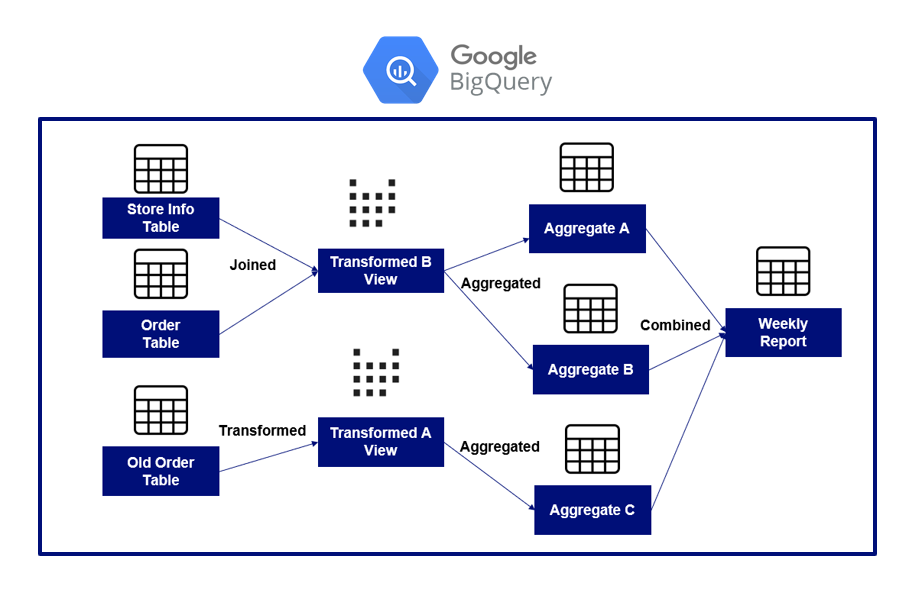 Google
BigQuery
Store Info
Table
Joined
Order
Table
Old Order
Table
Transformed
Transformed B
View
Transformed A
View
Aggregated
Aggregated
Aggregate A
Aggregate B
Aggregate C
Combined
Weekly
Report